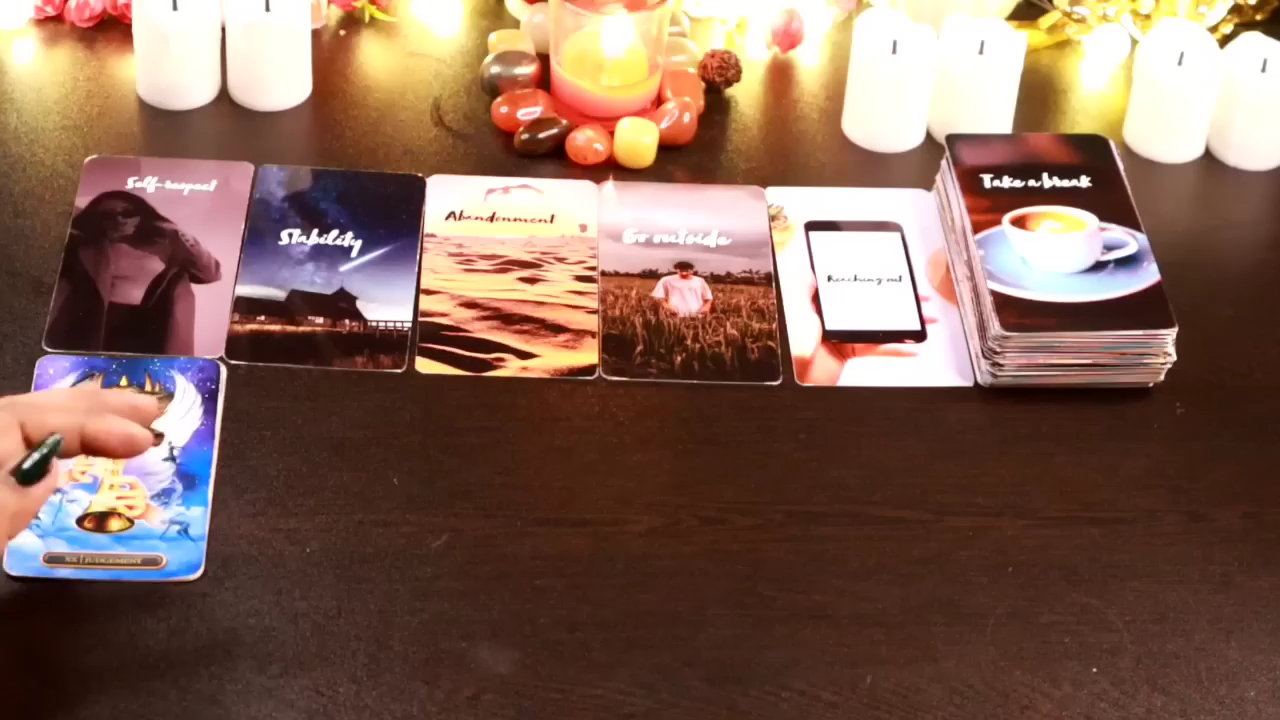 Self-respect
Stability
Abandonment
Go outside
Reaching out
Take a break
XX | JUDGEMENT